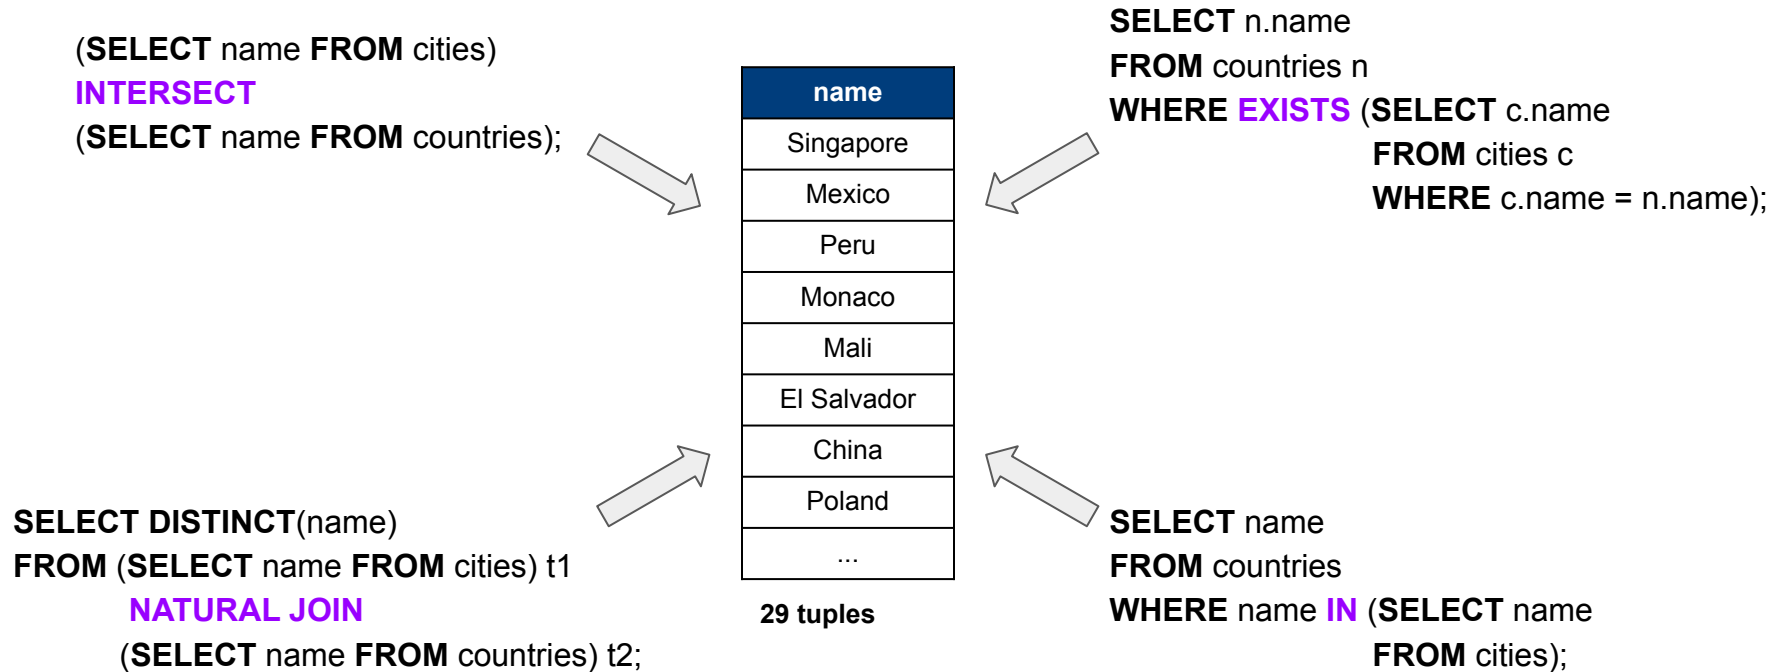 (SELECT name FROM cities)
INTERSECT
(SELECT name FROM countries);
SELECT n.name
FROM countries n
WHERE EXISTS (SELECT c.name
FROM cities c
WHERE c.name = n.name);
name
Singapore
Mexico
Peru
Monaco
Mali
El Salvador
China
Poland
...
29 tuples
SELECT DISTINCT(name)
FROM (SELECT name FROM cities) t1
NATURAL JOIN
(SELECT name FROM countries) t2;
SELECT name
FROM countries
WHERE name IN (SELECT name
FROM cities);